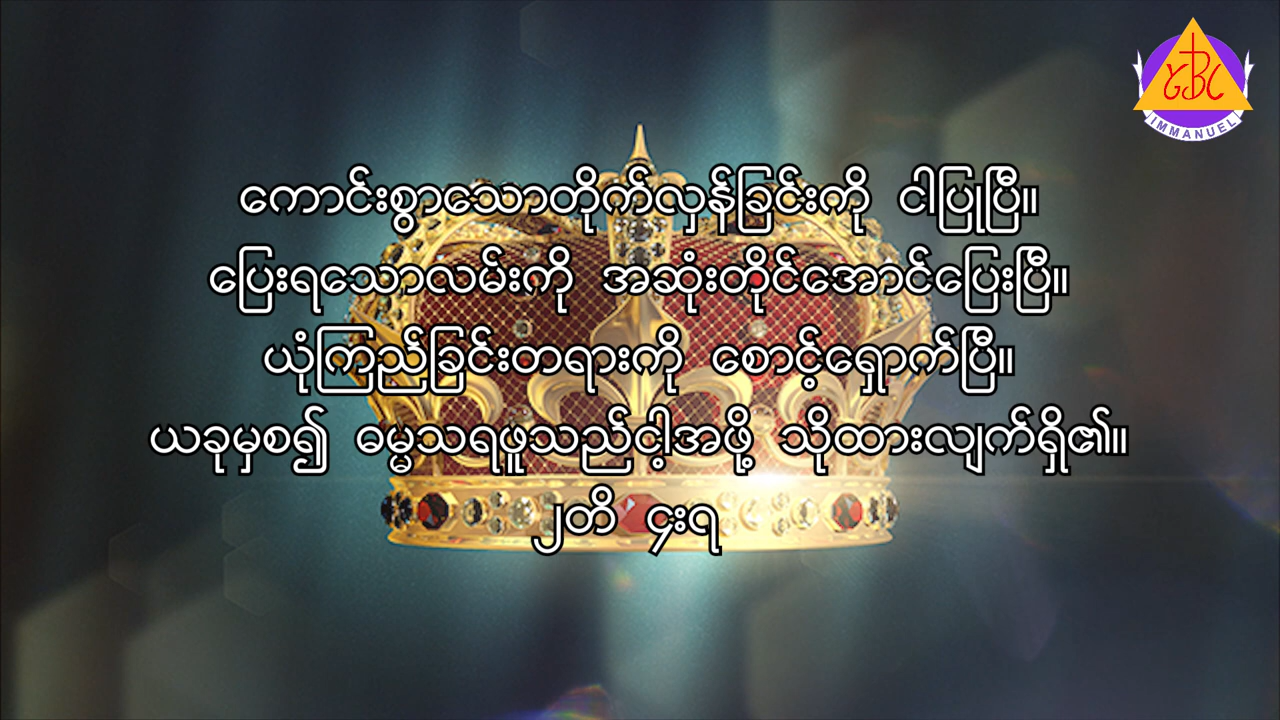 YBC
IMMANUEL
ကောင်းစွာသောတိုက်လှန်ခြင်းကို ငါပြုပြီ။
ပြေးရသောလမ်းကို အဆုံးတိုင်အောင်ပြေးပြီ။
ယုံကြည်ခြင်းတရားကို စောင့်ရှောက်ပြီ။
ယခုမှစ၍ ဓမ္မသရဖူသည်ငါ့အဖို့ သိုထားလျက်ရှိ၏။
၂တိ ၄း၇